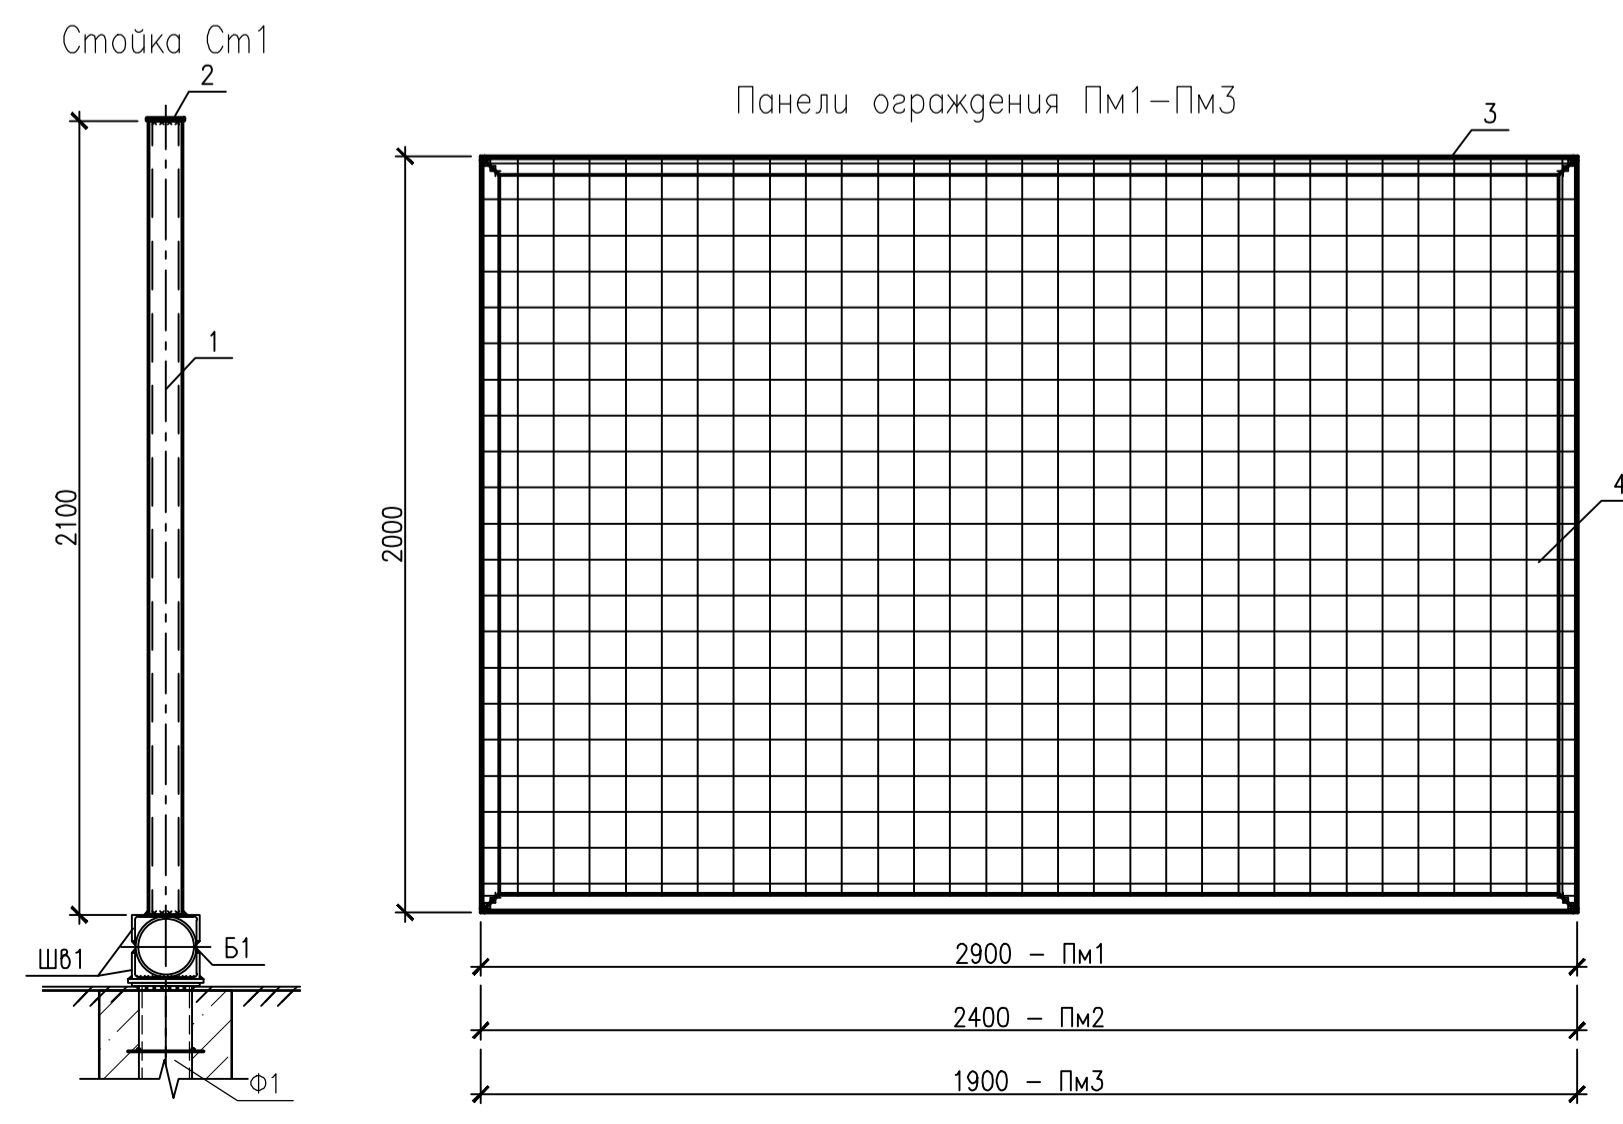 Стойка Ст1
2
Панели ограждения Пм1-Пм3
3
1
4
2100
2000
Шв1
Б1
2900 - Пм1
2400 - Пм2
1900 - Пм3
Ф1